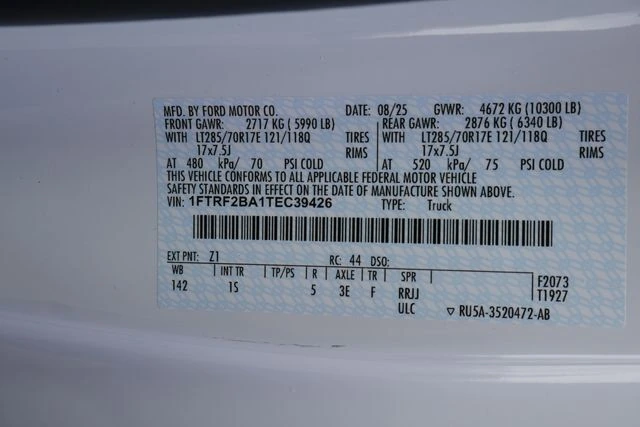 MFD. BY FORD MOTOR CO. DATE: 08/25 GVWR: 4672 KG (10300 LB)
FRONT GAWR: 2717 KG ( 5990 LB) REAR GAWR: 2876 KG ( 6340 LB)
WITH LT285/70R17E 121/118Q TIRES WITH LT285/70R17E 121/118Q TIRES
17x7.5J RIMS 17x7.5J RIMS
AT 480 kPa/ 70 PSI COLD AT 520 kPa/ 75 PSI COLD
THIS VEHICLE CONFORMS TO ALL APPLICABLE FEDERAL MOTOR VEHICLE
SAFETY STANDARDS IN EFFECT ON THE DATE OF MANUFACTURE SHOWN ABOVE.
VIN: 1FTRF2BA1TEC39426 TYPE: Truck
EXT PNT: Z1 RC: 44 DSO:
WB INT TR TP/PS R AXLE TR SPR F2073
142 1S 5 3E F RRJJ T1927
ULC ▽ RU5A-3520472-AB